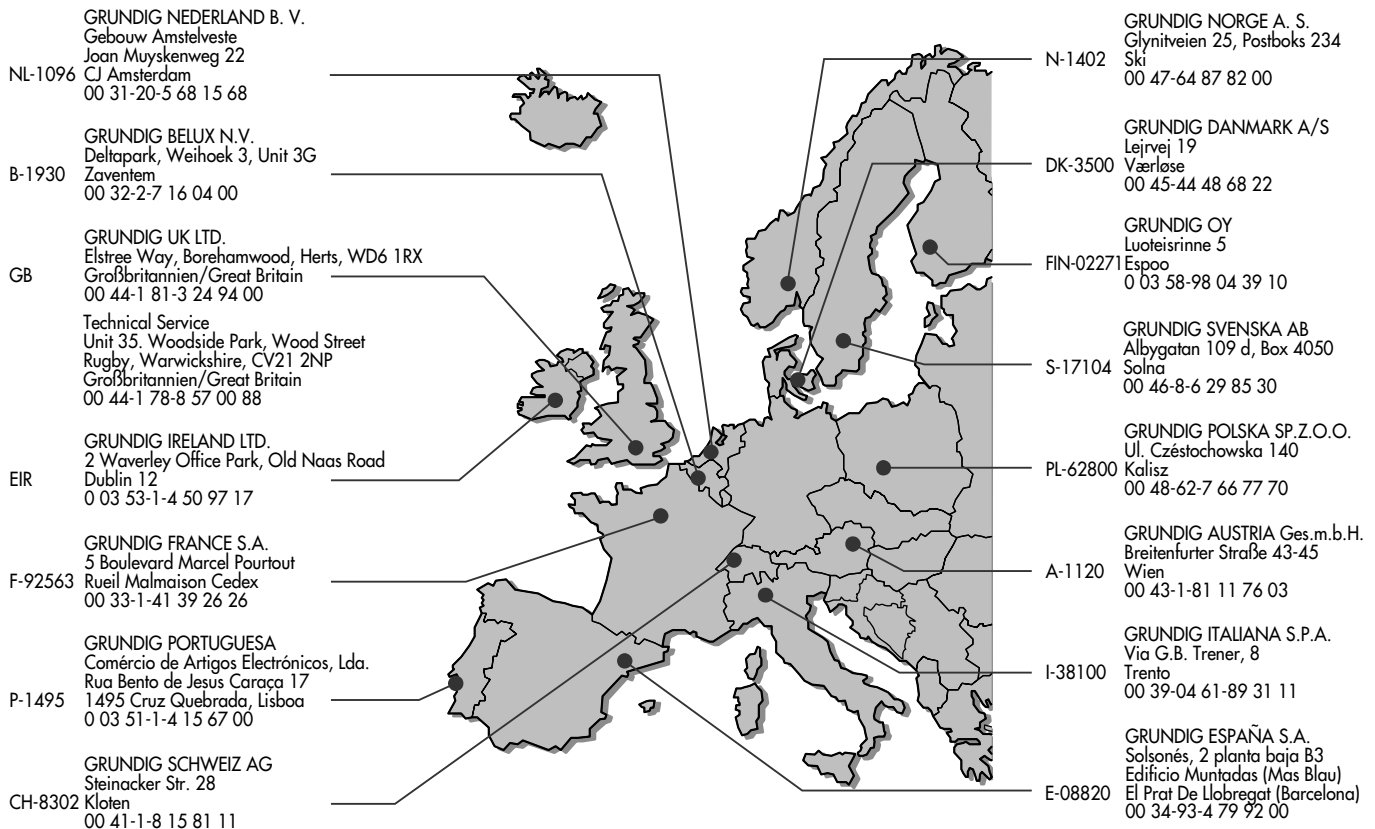 GRUNDIG NEDERLAND B. V.
Gebouw Amstelveste
Joan Muyskenweg 22
NL-1096 CJ Amsterdam
00 31-20-5 68 15 68
GRUNDIG BELUX N.V.
Deltapark, Weihoek 3, Unit 3G
B-1930 Zaventem
00 32-2-7 16 04 00
GRUNDIG UK LTD.
Elstree Way, Borehamwood, Herts, WD6 1RX
GB Großbritannien/Great Britain
00 44-1 81-3 24 94 00
Technical Service
Unit 35. Woodside Park, Wood Street
Rugby, Warwickshire, CV21 2NP
Großbritannien/Great Britain
00 44-1 78-8 57 00 88
GRUNDIG IRELAND LTD.
2 Waverley Office Park, Old Naas Road
EIR Dublin 12
0 03 53-1-4 50 97 17
GRUNDIG FRANCE S.A.
5 Boulevard Marcel Pourtout
F-92563 Rueil Malmaison Cedex
00 33-1-41 39 26 26
GRUNDIG PORTUGUESA
Comércio de Artigos Electrónicos, Lda.
Rua Bento de Jesus Caraça 17
P-1495 1495 Cruz Quebrada, Lisboa
0 03 51-1-4 15 67 00
GRUNDIG SCHWEIZ AG
Steinacker Str. 28
CH-8302 Kloten
00 41-1-8 15 81 11
GRUNDIG NORGE A. S.
Glynitveien 25, Postboks 234
N-1402 Ski
00 47-64 87 82 00
GRUNDIG DANMARK A/S
Lejrvej 19
DK-3500 Værløse
00 45-44 48 68 22
GRUNDIG OY
Luoteisrinne 5
FIN-02271 Espoo
0 03 58-98 04 39 10
GRUNDIG SVENSKA AB
Albygatan 109 d, Box 4050
S-17104 Solna
00 46-8-6 29 85 30
GRUNDIG POLSKA SP.Z.O.O.
Ul. Czéstochowska 140
PL-62800 Kalisz
00 48-62-7 66 77 70
GRUNDIG AUSTRIA Ges.m.b.H.
Breitenfurter Straße 43-45
A-1120 Wien
00 43-1-81 11 76 03
GRUNDIG ITALIANA S.P.A.
Via G.B. Trener, 8
I-38100 Trento
00 39-04 61-89 31 11
GRUNDIG ESPAÑA S.A.
Solsonés, 2 planta baja B3
Edificio Muntadas (Mas Blau)
E-08820 El Prat De Llobregat (Barcelona)
00 34-93-4 79 92 00